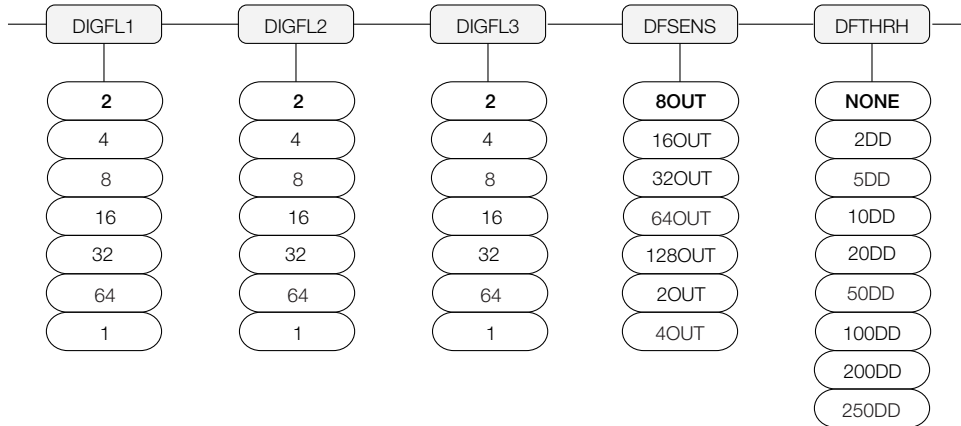 DIGFL1 DIGFL2 DIGFL3 DFSENS DFTHRH
2 2 2 8OUT NONE
4 4 4 16OUT 2DD
8 8 8 32OUT 5DD
16 16 16 64OUT 10DD
32 32 32 128OUT 20DD
64 64 64 2OUT 50DD
1 1 1 4OUT 100DD
200DD
250DD